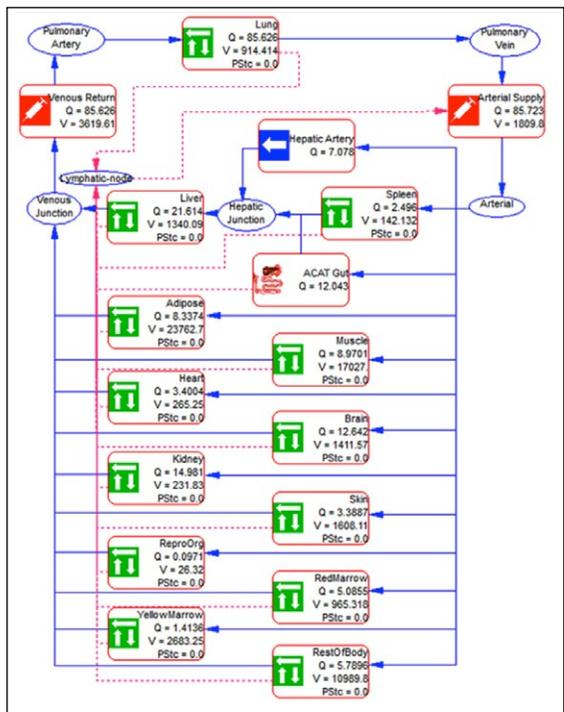 Pulmonary
Artery
Lung
Q = 85.626
V = 914.414
PStc = 0.0
Pulmonary
Vein
Venous Return
Q = 85.626
V = 3619.61
Arterial Supply
Q = 85.723
V = 1809.8
Hepatic Artery
Q = 7.078
Lymphatic-node
Venous
Junction
Liver
Q = 21.614
V = 1340.09
PStc = 0.0
Hepatic
Junction
Spleen
Q = 2.496
V = 142.132
PStc = 0.0
Arterial
ACAT Gut
Q = 12.043
Adipose
Q = 8.3374
V = 23762.7
PStc = 0.0
Muscle
Q = 8.9701
V = 17027.
PStc = 0.0
Heart
Q = 3.4004
V = 265.25
PStc = 0.0
Brain
Q = 12.642
V = 1411.57
PStc = 0.0
Kidney
Q = 14.981
V = 231.83
PStc = 0.0
Skin
Q = 3.3887
V = 1608.11
PStc = 0.0
ReproOrg
Q = 0.0971
V = 26.32
PStc = 0.0
RedMarrow
Q = 5.0855
V = 965.318
PStc = 0.0
YellowMarrow
Q = 1.4136
V = 2683.25
PStc = 0.0
RestOfBody
Q = 5.7896
V = 10989.8
PStc = 0.0